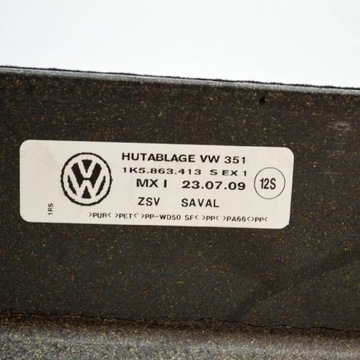 HUTABLAGE VW 351
1K5.863.413 S EX 1
MX I 23.07.09
12S
ZSV SAVAL
>PUR< >PET< >PP-WD50 SF< >PP< >PA66< >PP<
1RS